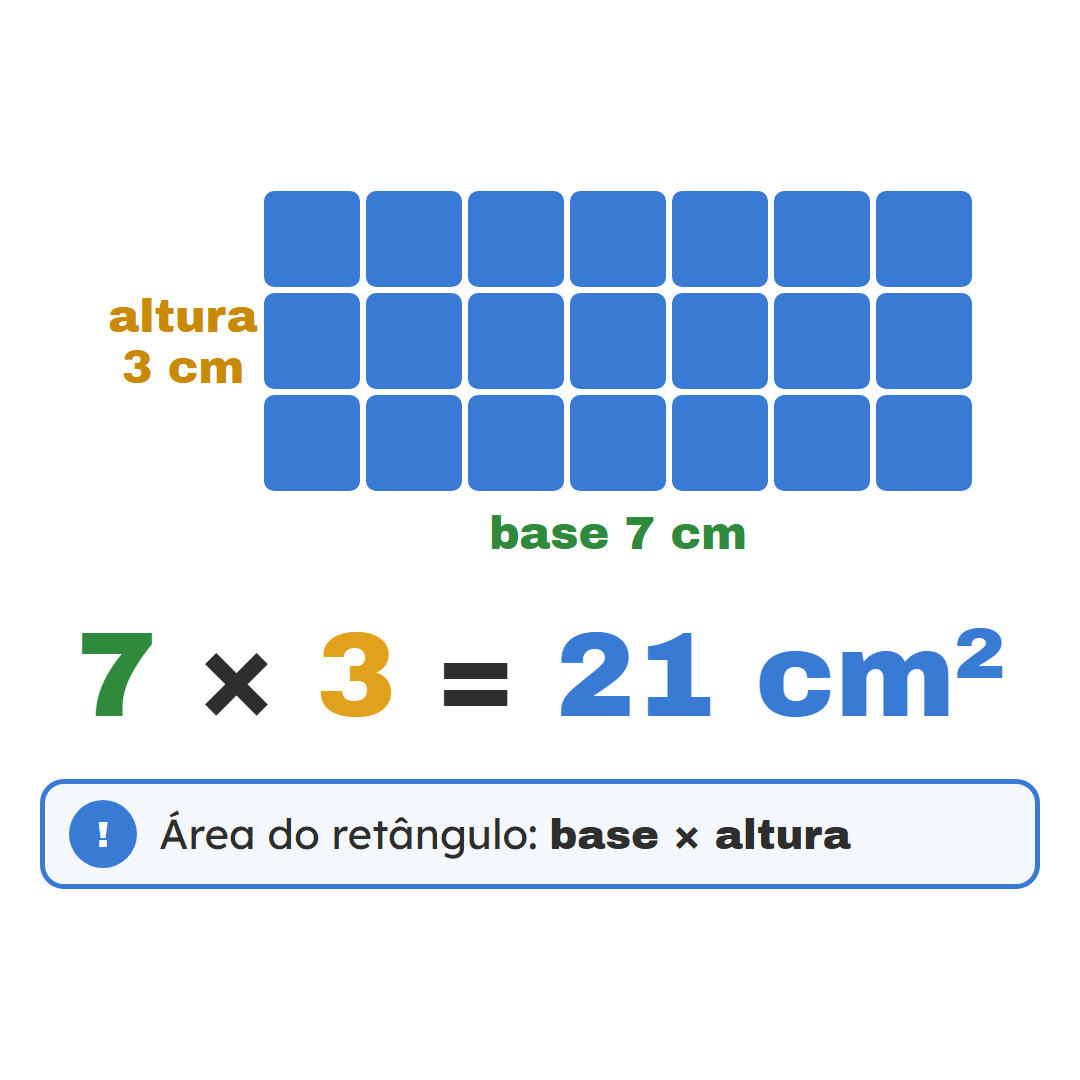 altura
3 cm
base 7 cm
7 × 3 = 21 cm²
! Área do retângulo: base × altura